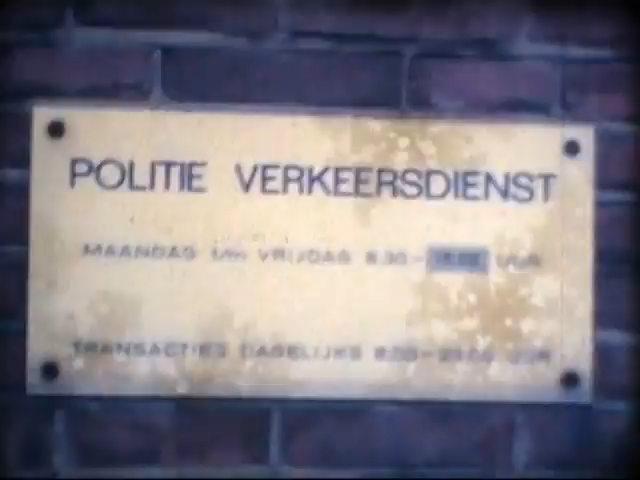 POLITIE VERKEERSDIENST
MAANDAG t/m VRIJDAG 8.30- UUR
TRANSACTIES DAGELIJKS UUR